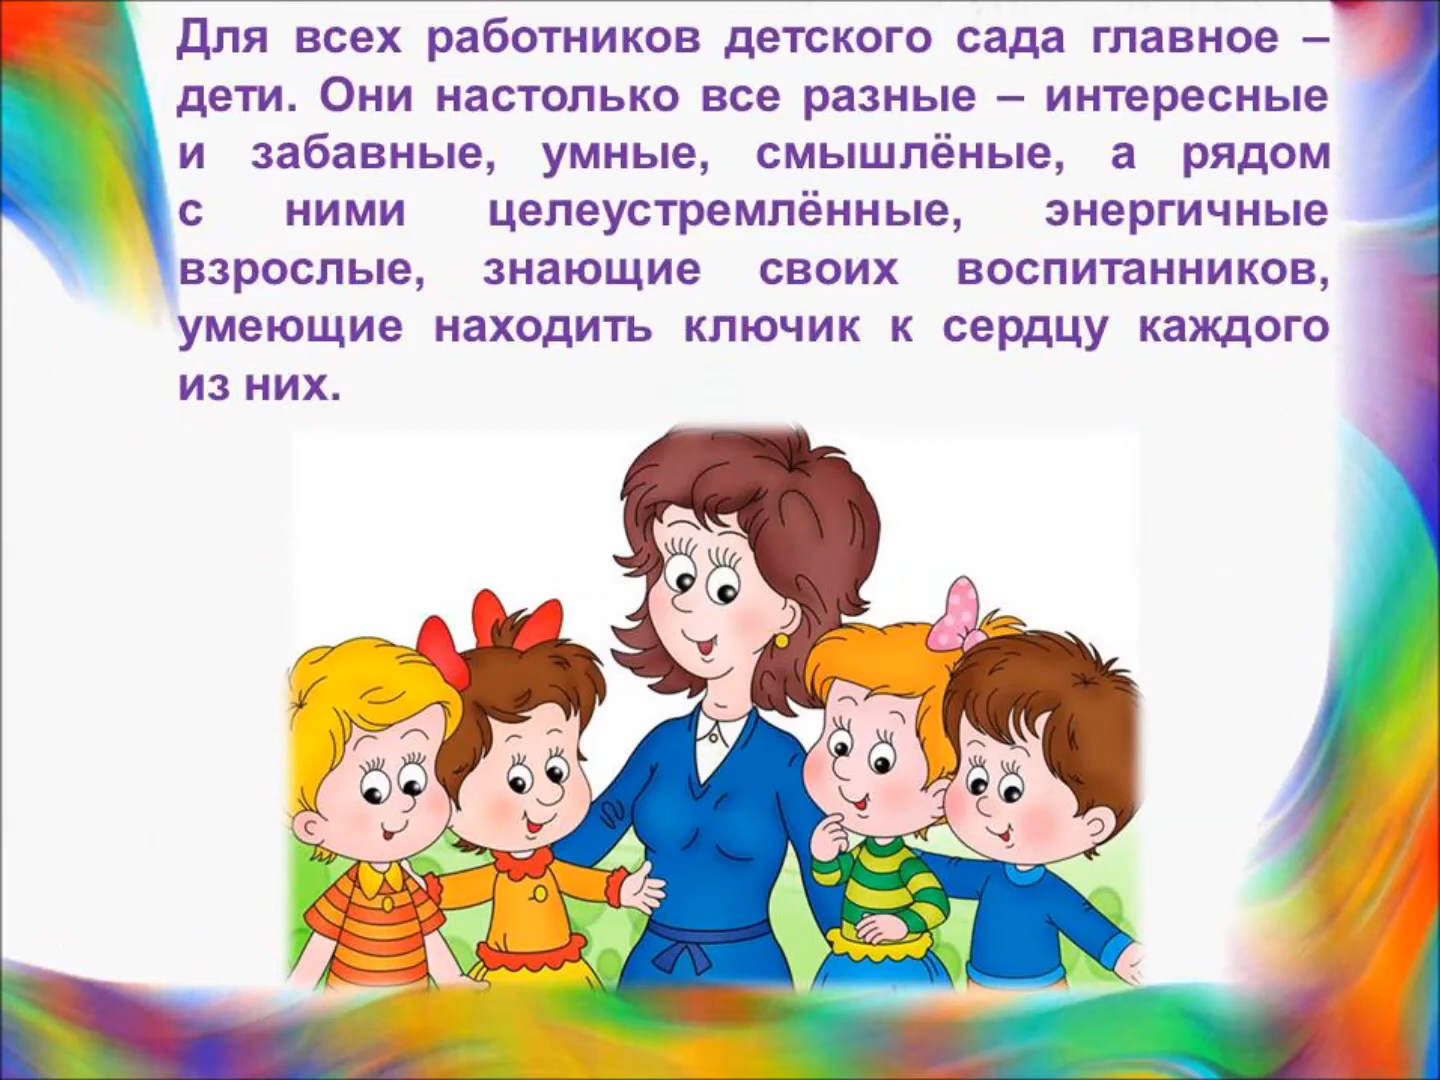 Для всех работников детского сада главное –
дети. Они настолько все разные – интересные
и забавные, умные, смышлёные, а рядом
с ними целеустремлённые, энергичные
взрослые, знающие своих воспитанников,
умеющие находить ключик к сердцу каждого
из них.